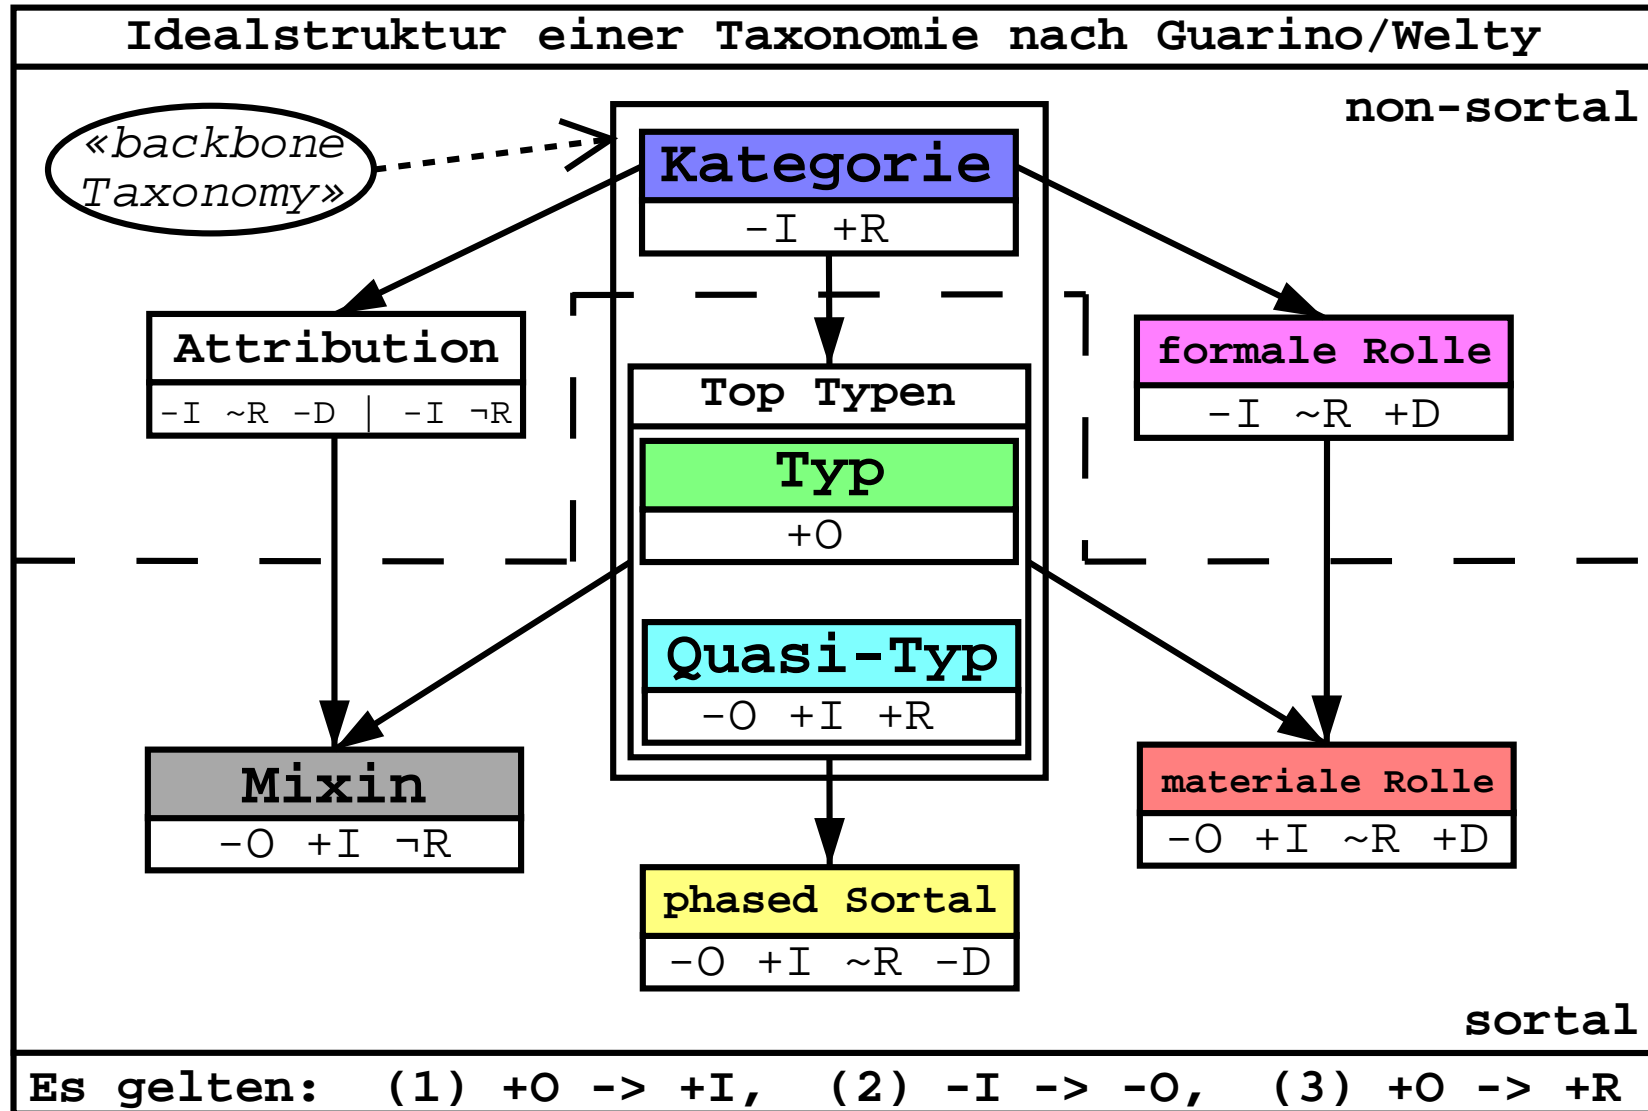 Idealstruktur einer Taxonomie nach Guarino/Welty
non-sortal
«backbone
Taxonomy»
Kategorie
-I +R
Attribution
-I ~R -D | -I ¬R
formale Rolle
-I ~R +D
Top Typen
Typ
+O
Quasi-Typ
-O +I +R
Mixin
-O +I ¬R
materiale Rolle
-O +I ~R +D
phased Sortal
-O +I ~R -D
sortal
Es gelten: (1) +O -> +I, (2) -I -> -O, (3) +O -> +R